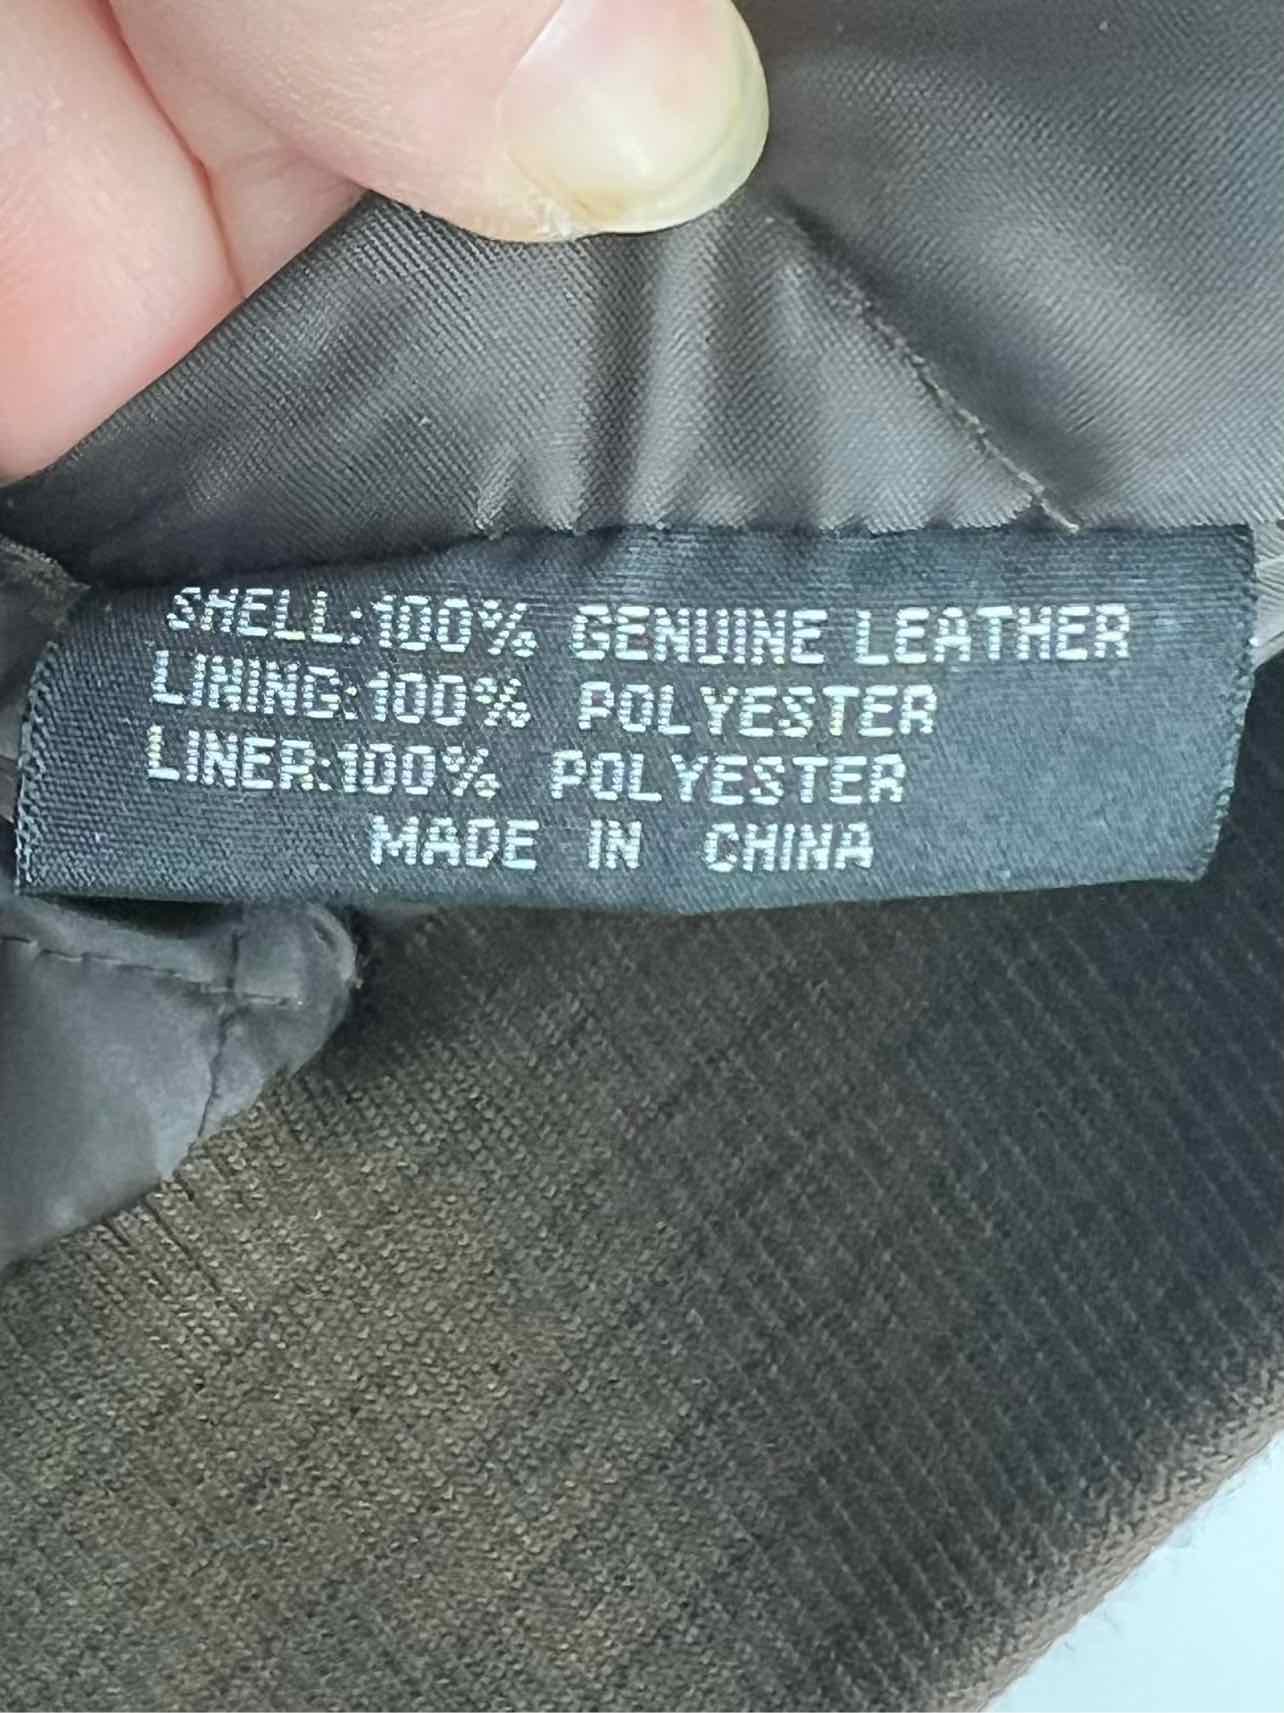 SHELL:100% GENUINE LEATHER
LINING:100% POLYESTER
LINER:100% POLYESTER
MADE IN CHINA